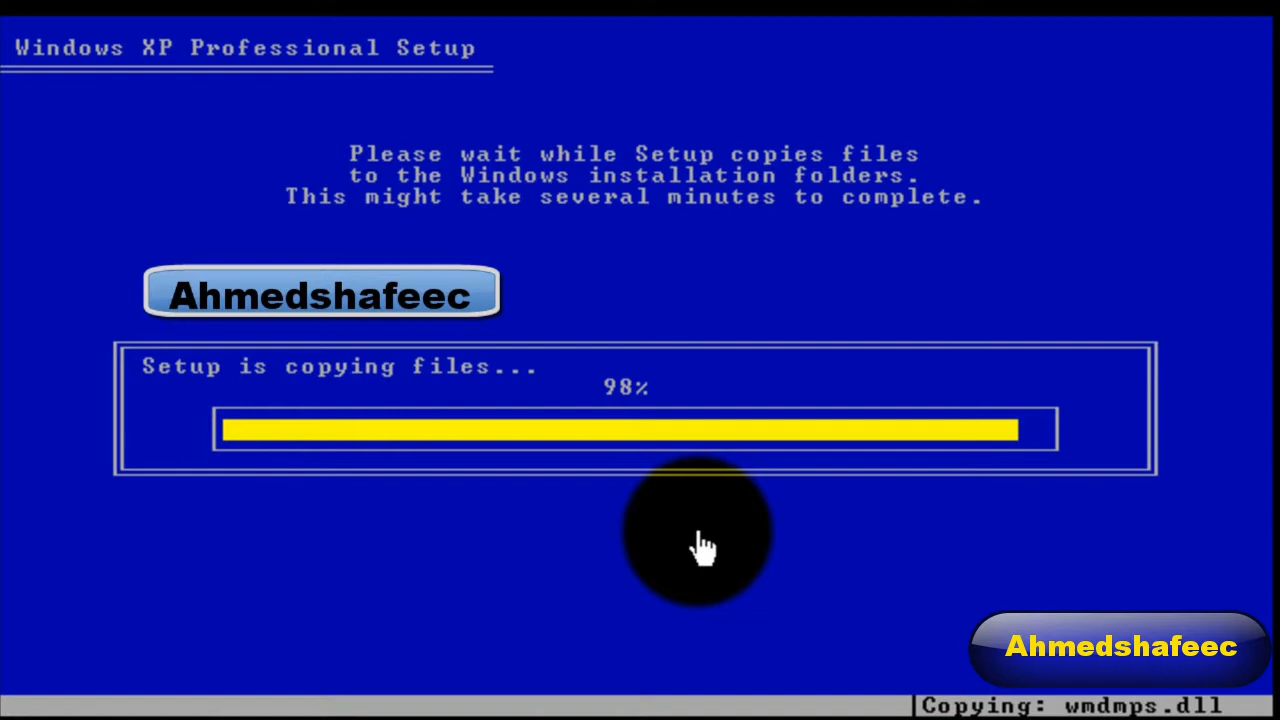 Windows XP Professional Setup
Please wait while Setup copies files
to the Windows installation folders.
This might take several minutes to complete.
Ahmedshafeec
Setup is copying files...
98%
Ahmedshafeec
Copying: wmdmps.dll